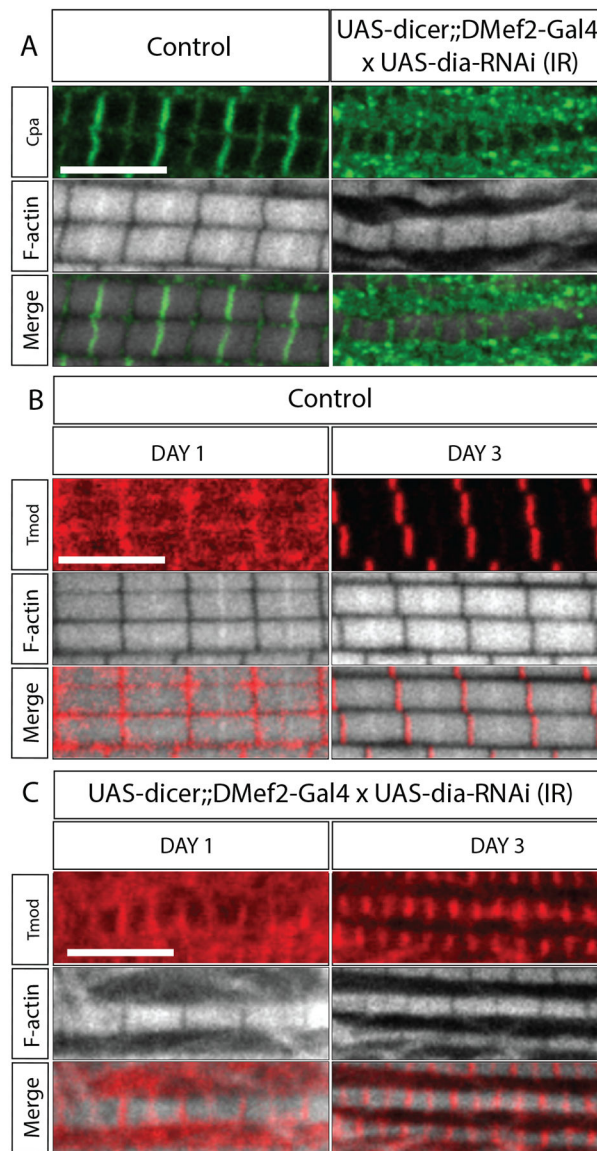 A
Control
UAS-dicer;;DMef2-Gal4
x UAS-dia-RNAi (IR)
Cpa
F-actin
Merge
B
Control
DAY 1
DAY 3
Tmod
F-actin
Merge
C
UAS-dicer;;DMef2-Gal4 x UAS-dia-RNAi (IR)
DAY 1
DAY 3
Tmod
F-actin
Merge